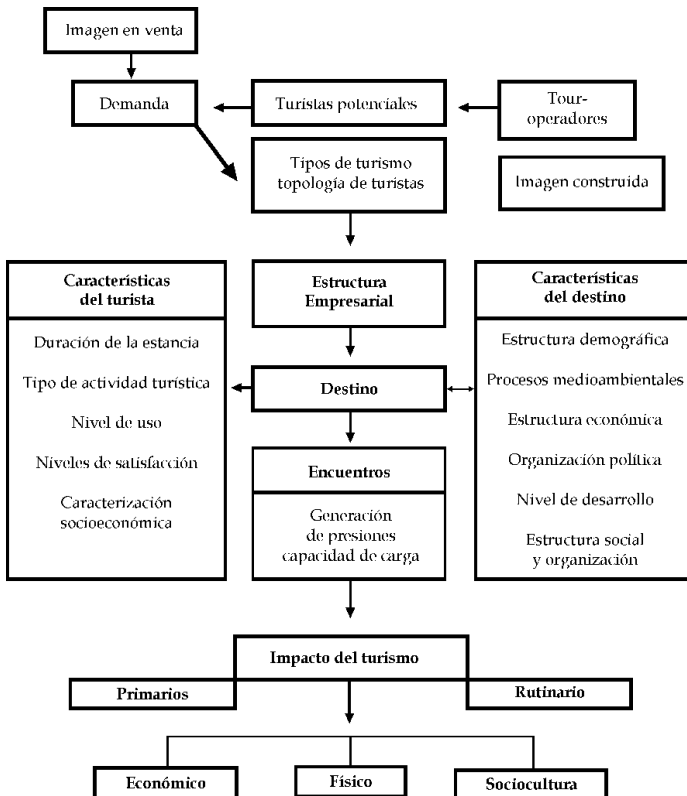 Imagen en venta
Demanda
Turistas potenciales
Tour-
operadores
Tipos de turismo
topología de turistas
Imagen construida
Características
del turista
Duración de la estancia
Tipo de actividad turística
Nivel de uso
Niveles de satisfacción
Caracterización
socioeconómica
Estructura
Empresarial
Destino
Encuentros
Generación
de presiones
capacidad de carga
Características
del destino
Estructura demográfica
Procesos medioambientales
Estructura económica
Organización política
Nivel de desarrollo
Estructura social
y organización
Impacto del turismo
Primarios
Rutinario
Económico
Físico
Sociocultura